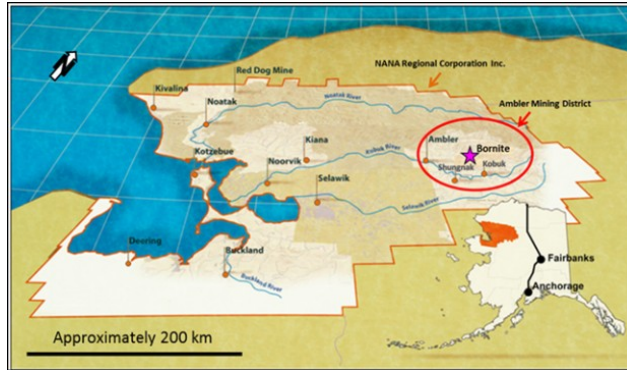 NANA Regional Corporation Inc.
Red Dog Mine
Kivalina
Noatak River
Ambler Mining District
Noatak
Kiana
Ambler
Bornite
Kotzebue
Kobuk River
Noorvik
Shungnak
Kobuk
Selawik
Selawik River
Deering
Buckland
Fairbanks
Buckland River
Anchorage
Approximately 200 km